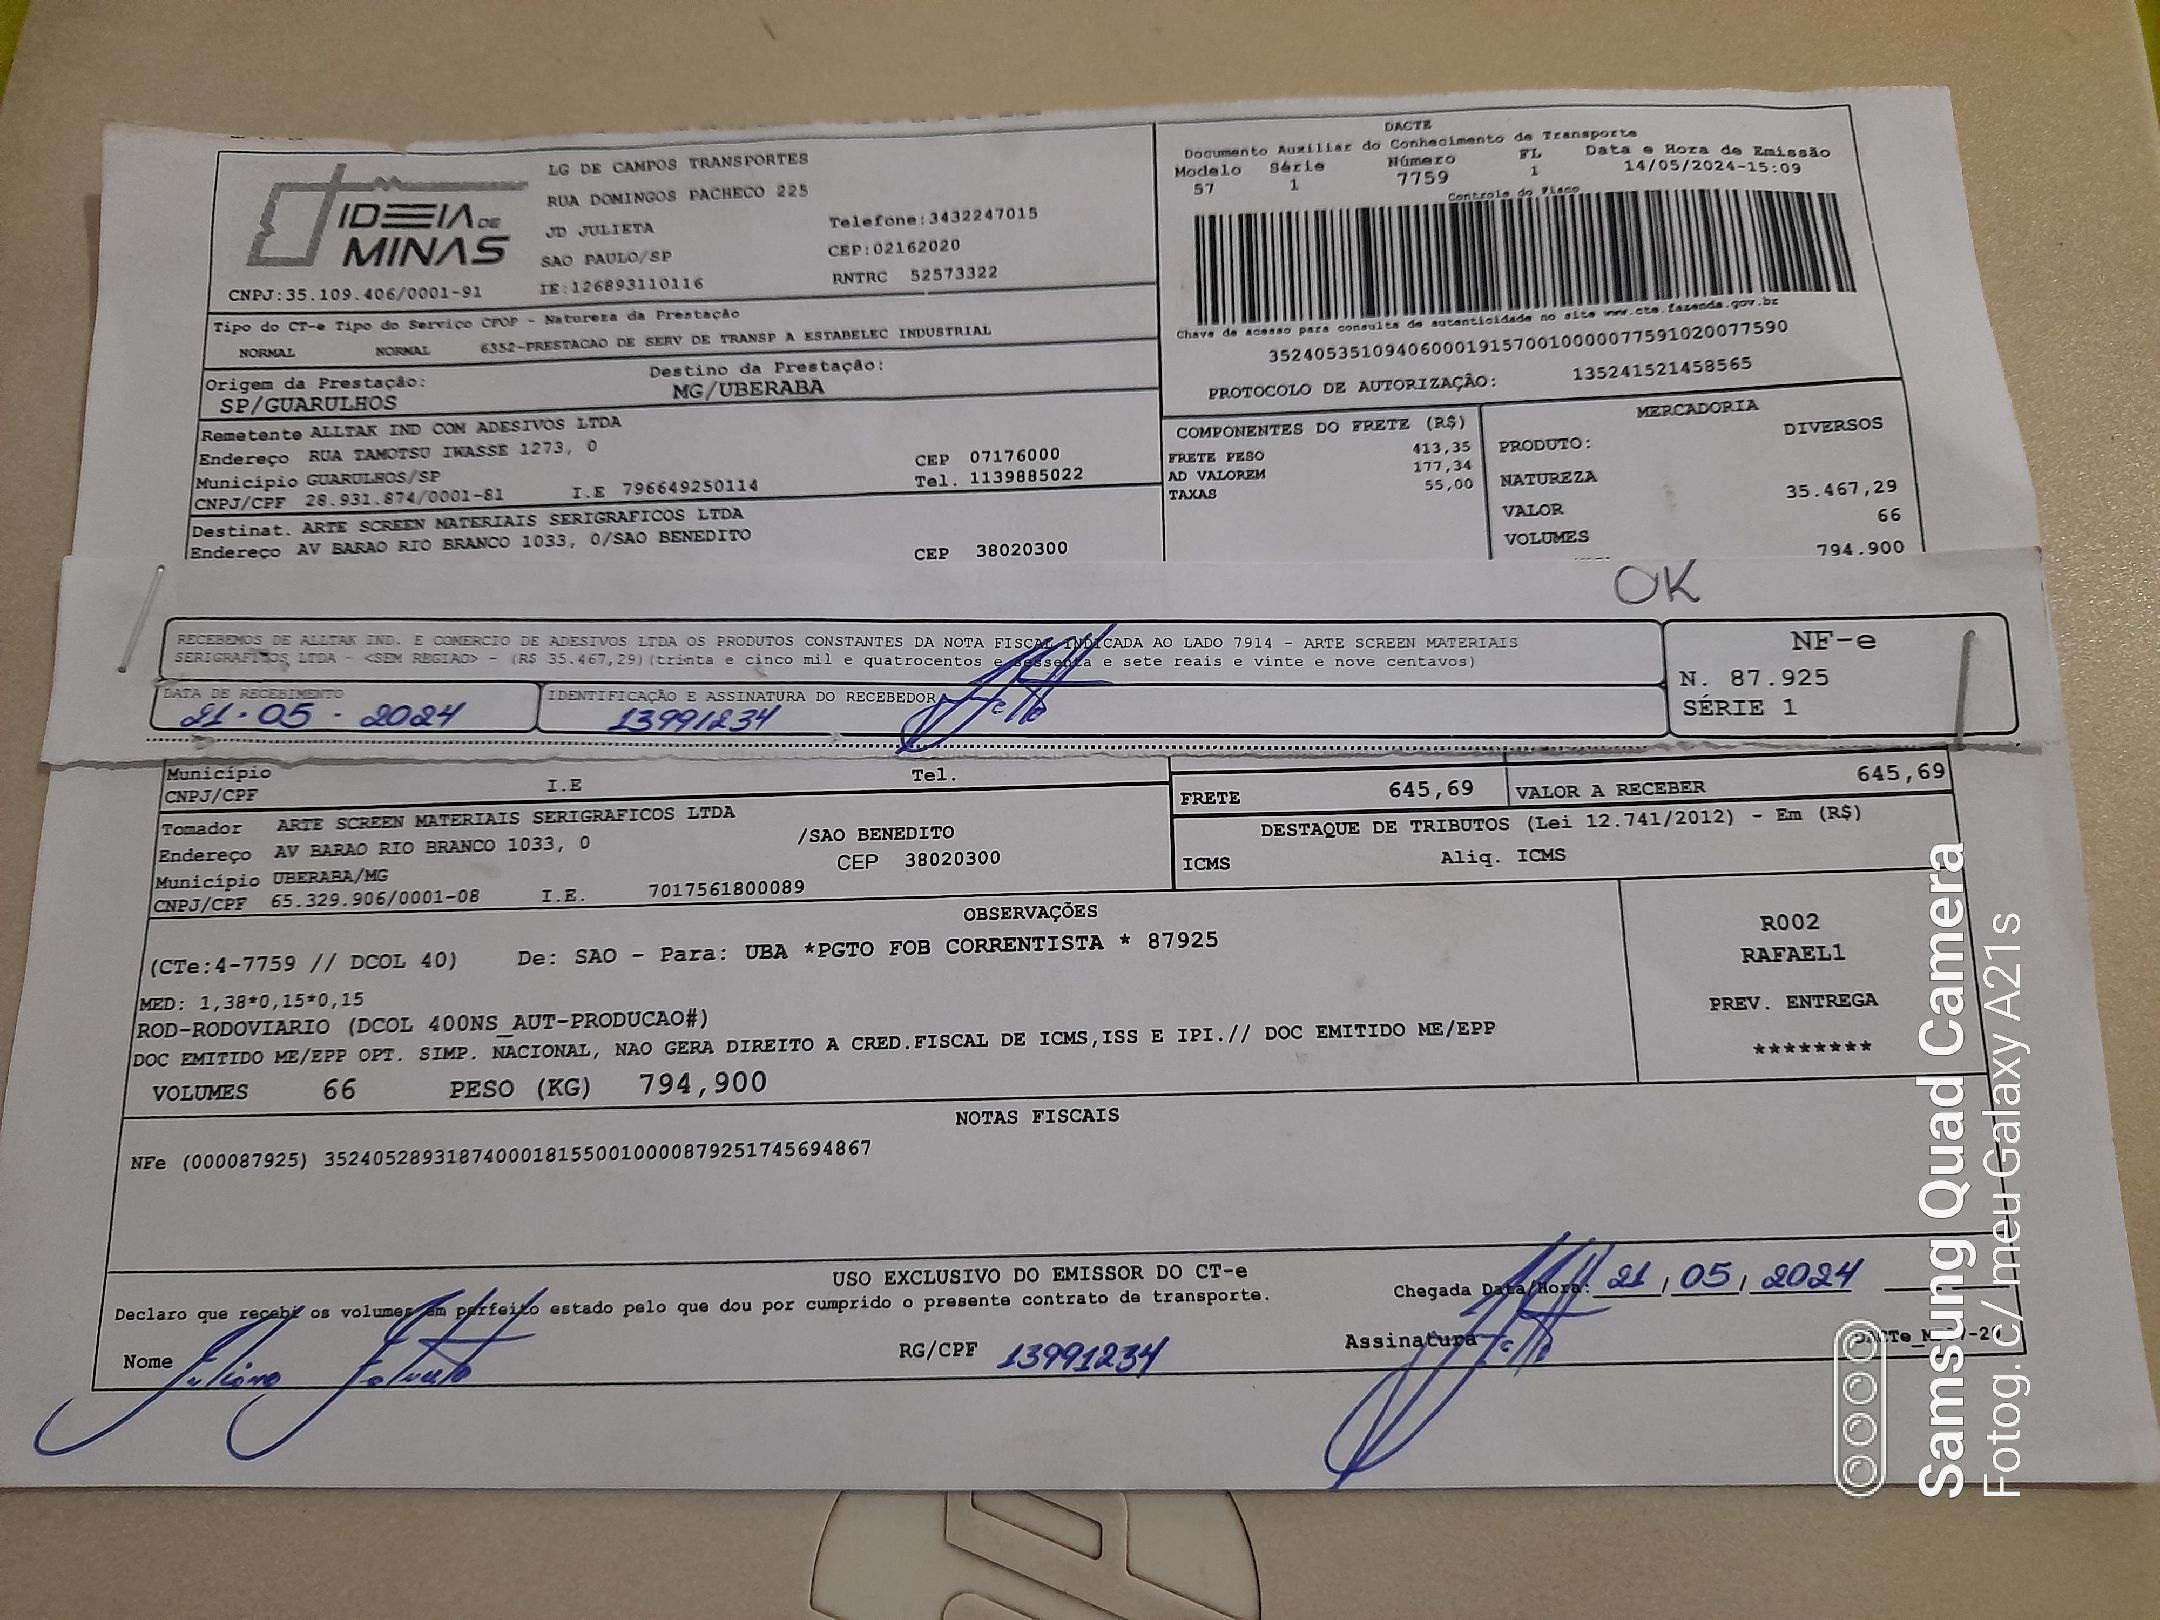 IDEIA DE
MINAS
CNPJ:35.109.406/0001-91
LG DE CAMPOS TRANSPORTES
RUA DOMINGOS PACHECO 225
JD JULIETA
SAO PAULO/SP
IE:126893110116
Telefone:3432247015
CEP:02162020
RNTRC 52573322
DACTE
Documento Auxiliar do Conhecimento de Transporte
Modelo Série Número FL Data e Hora de Emissão
57 1 7759 1 14/05/2024-15:09
Controle do Fisco
Chave de acesso para consulta de autenticidade no site www.cte.fazenda.gov.br
35240535109406000191570010000077591020077590
PROTOCOLO DE AUTORIZAÇÃO: 135241521458565
Tipo do CT-e Tipo do Serviço CFOP - Natureza da Prestação
NORMAL NORMAL 6352-PRESTACAO DE SERV DE TRANSP A ESTABELEC INDUSTRIAL
Origem da Prestação: Destino da Prestação:
SP/GUARULHOS MG/UBERABA
Remetente ALLTAK IND COM ADESIVOS LTDA
Endereço RUA TAMOTSU IWASSE 1273, 0 CEP 07176000
Município GUARULHOS/SP Tel. 1139885022
CNPJ/CPF 28.931.874/0001-81 I.E 796649250114
Destinat. ARTE SCREEN MATERIAIS SERIGRAFICOS LTDA
Endereço AV BARAO RIO BRANCO 1033, 0/SAO BENEDITO CEP 38020300
COMPONENTES DO FRETE (R$)
FRETE PESO 413,35
AD VALOREM 177,34
TAXAS 55,00
MERCADORIA
PRODUTO: DIVERSOS
NATUREZA
VALOR 35.467,29
VOLUMES 66
794,900
OK
RECEBEMOS DE ALLTAK IND. E COMERCIO DE ADESIVOS LTDA OS PRODUTOS CONSTANTES DA NOTA FISCAL INDICADA AO LADO 7914 - ARTE SCREEN MATERIAIS
SERIGRAFICOS LTDA - <SEM REGIAO> - (R$ 35.467,29)(trinta e cinco mil e quatrocentos e sessenta e sete reais e vinte e nove centavos)
DATA DE RECEBIMENTO IDENTIFICAÇÃO E ASSINATURA DO RECEBEDOR
21.05.2024 13991234
NF-e
N. 87.925
SÉRIE 1
Município Tel.
CNPJ/CPF I.E
FRETE 645,69 VALOR A RECEBER 645,69
Tomador ARTE SCREEN MATERIAIS SERIGRAFICOS LTDA
Endereço AV BARAO RIO BRANCO 1033, 0 /SAO BENEDITO
Município UBERABA/MG CEP 38020300
CNPJ/CPF 65.329.906/0001-08 I.E. 7017561800089
DESTAQUE DE TRIBUTOS (Lei 12.741/2012) - Em (R$)
ICMS Aliq. ICMS
OBSERVAÇÕES
(CTe:4-7759 // DCOL 40) De: SAO - Para: UBA *PGTO FOB CORRENTISTA * 87925
MED: 1,38*0,15*0,15
ROD-RODOVIARIO (DCOL 400NS_AUT-PRODUCAO#)
DOC EMITIDO ME/EPP OPT. SIMP. NACIONAL, NAO GERA DIREITO A CRED.FISCAL DE ICMS,ISS E IPI.// DOC EMITIDO ME/EPP
VOLUMES 66 PESO (KG) 794,900
R002
RAFAEL1
PREV. ENTREGA
********
NOTAS FISCAIS
NFe (000087925) 35240528931874000181550010000879251745694867
USO EXCLUSIVO DO EMISSOR DO CT-e
Declaro que recebi os volumes em perfeito estado pelo que dou por cumprido o presente contrato de transporte.
Chegada Data/Hora: 21/05/2024
Nome RG/CPF 13991234 Assinatura
Samsung Quad Camera
Fotog. c/ meu Galaxy A21s